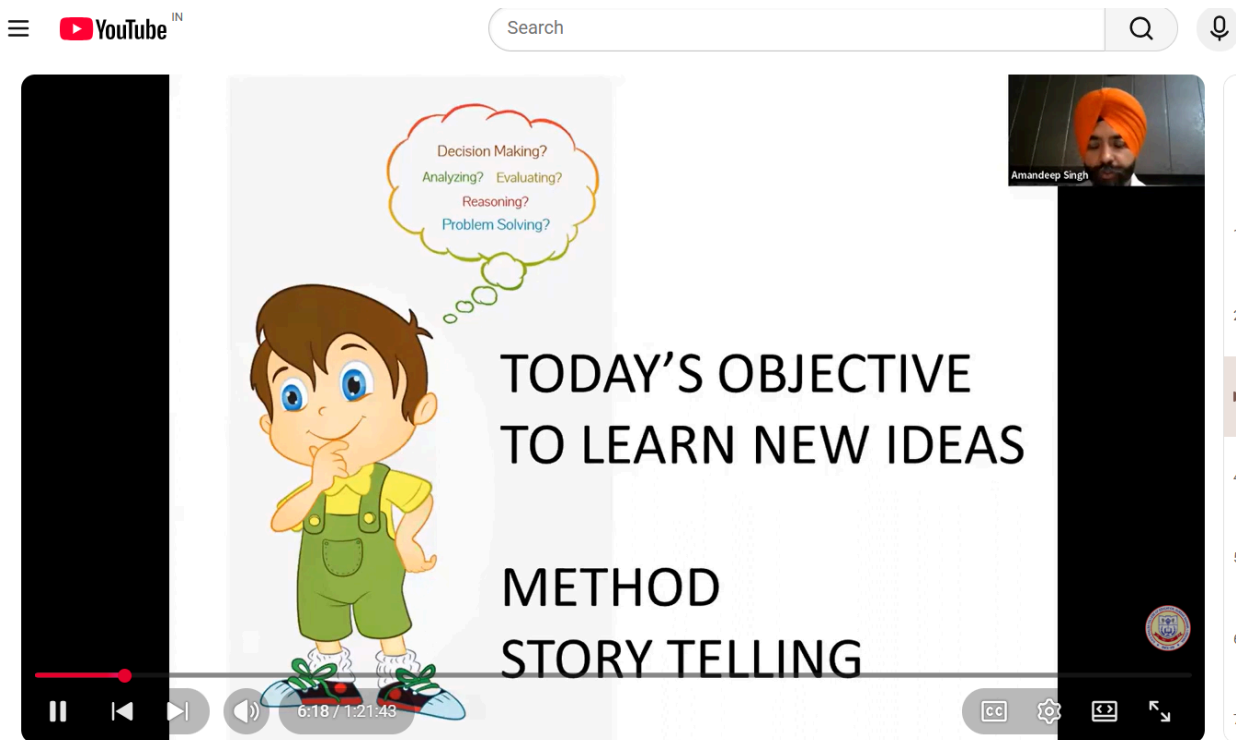 YouTube IN
Search
Decision Making?
Analyzing? Evaluating?
Reasoning?
Problem Solving?
Amandeep Singh
TODAY'S OBJECTIVE
TO LEARN NEW IDEAS
METHOD
STORY TELLING
6:18 / 1:21:43
CC